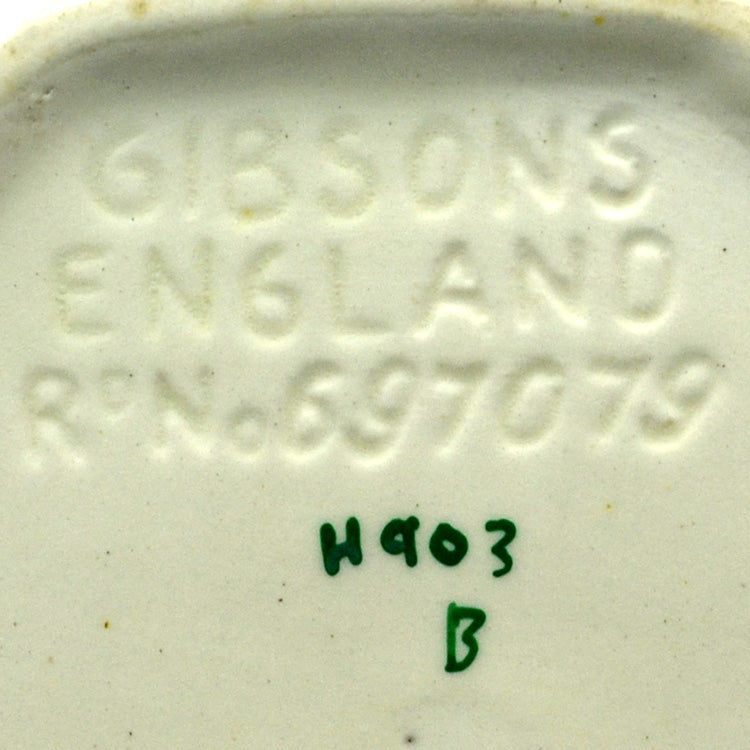 GIBSONS
ENGLAND
Rᴰ No 697079
H903
B